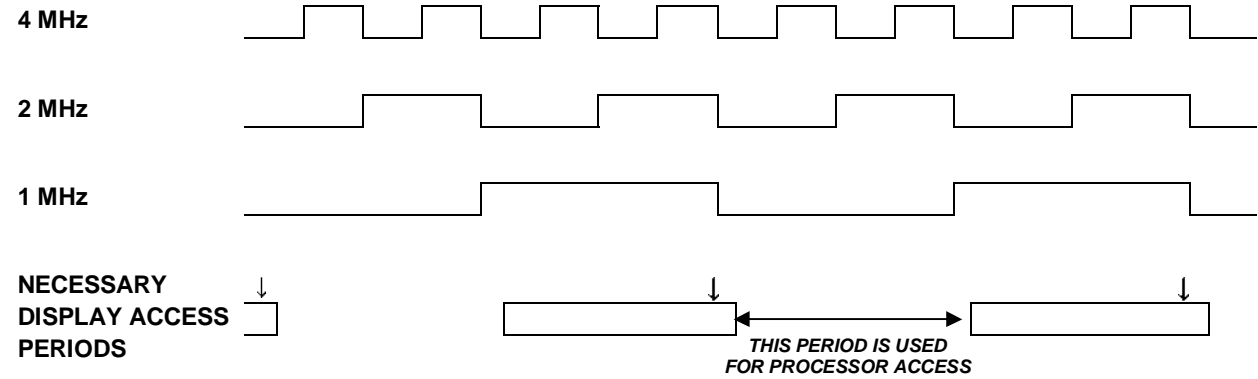 4 MHz
2 MHz
1 MHz
NECESSARY
DISPLAY ACCESS
PERIODS
THIS PERIOD IS USED
FOR PROCESSOR ACCESS